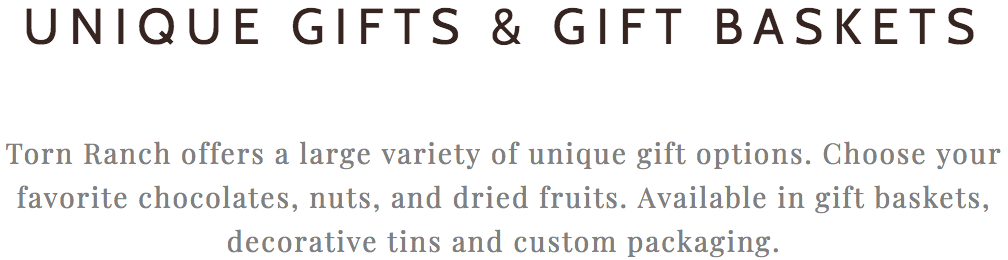 UNIQUE GIFTS & GIFT BASKETS
Torn Ranch offers a large variety of unique gift options. Choose your
favorite chocolates, nuts, and dried fruits. Available in gift baskets,
decorative tins and custom packaging.